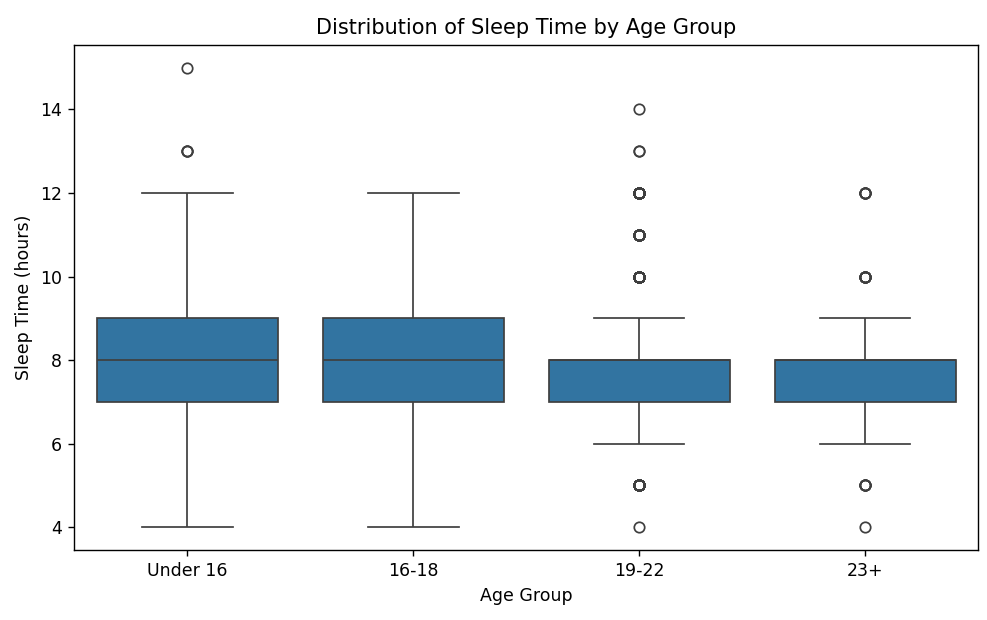 Distribution of Sleep Time by Age Group
Sleep Time (hours)
14
12
10
8
6
4
Under 16
16-18
19-22
23+
Age Group